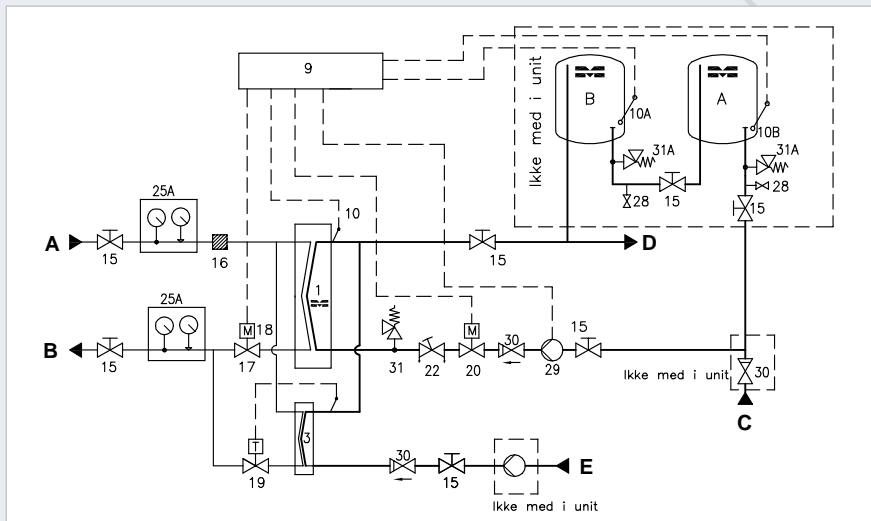 9
Ikke med i unit
B
A
10A
10B
31A
31A
28
15
28
15
25A
10
A
15
16
15
D
1
25A
M
18
M
30
15
B
15
17
31
22
20
29
Ikke med i unit
30
C
3
T
30
E
19
15
Ikke med i unit